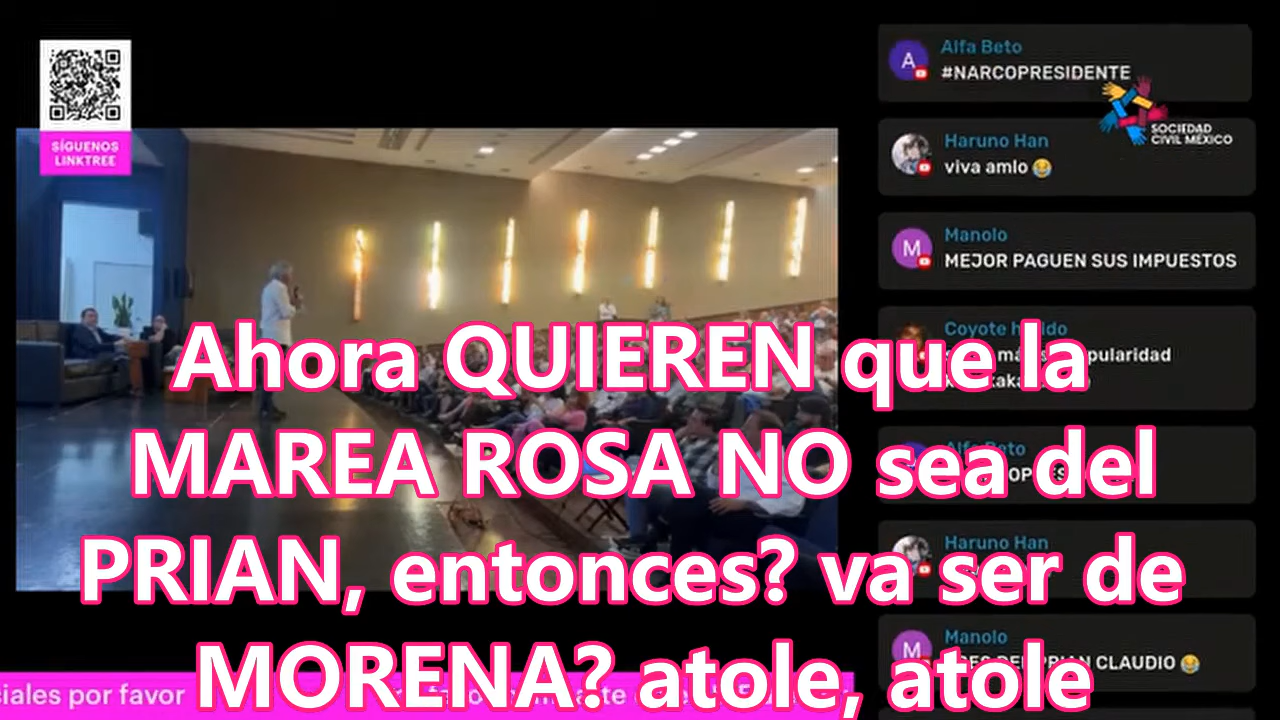 SÍGUENOS
LINKTREE
Alfa Beto
#NARCOPRESIDENTE
SOCIEDAD
CIVIL MÉXICO
Haruno Han
viva amlo 😂
Manolo
MEJOR PAGUEN SUS IMPUESTOS
Coyote
Ahora QUIEREN que la
MAREA ROSA NO sea del
PRIAN, entonces? va ser de
MORENA? atole, atole
Alfa Beto
Haruno Han
Manolo
PRIAN CLAUDIO 😂
ciales por favor